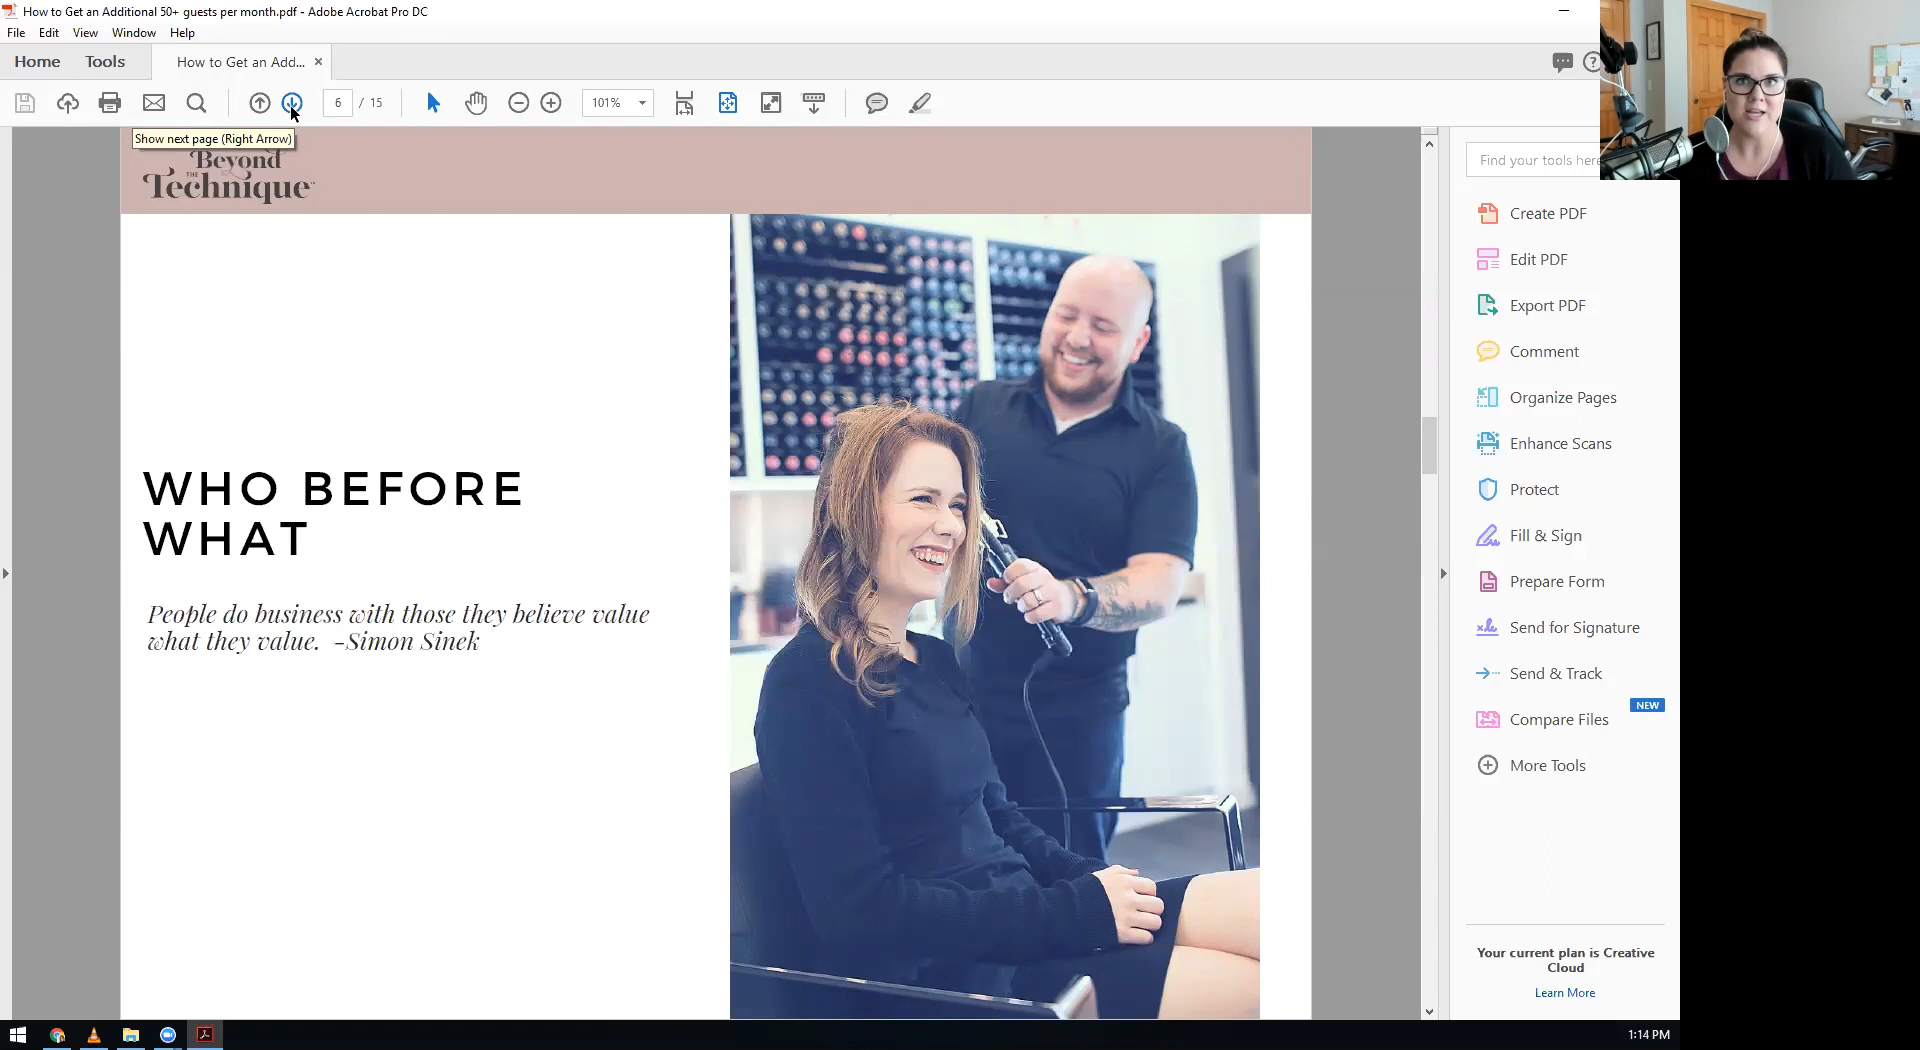 How to Get an Additional 50+ guests per month.pdf - Adobe Acrobat Pro DC
File Edit View Window Help
Home Tools How to Get an Add... ×
6 / 15 101%
Show next page (Right Arrow)
Beyond
THE
Technique™
WHO BEFORE
WHAT
People do business with those they believe value
what they value. -Simon Sinek
Find your tools here
Create PDF
Edit PDF
Export PDF
Comment
Organize Pages
Enhance Scans
Protect
Fill & Sign
Prepare Form
Send for Signature
Send & Track
NEW
Compare Files
More Tools
Your current plan is Creative
Cloud
Learn More
1:14 PM